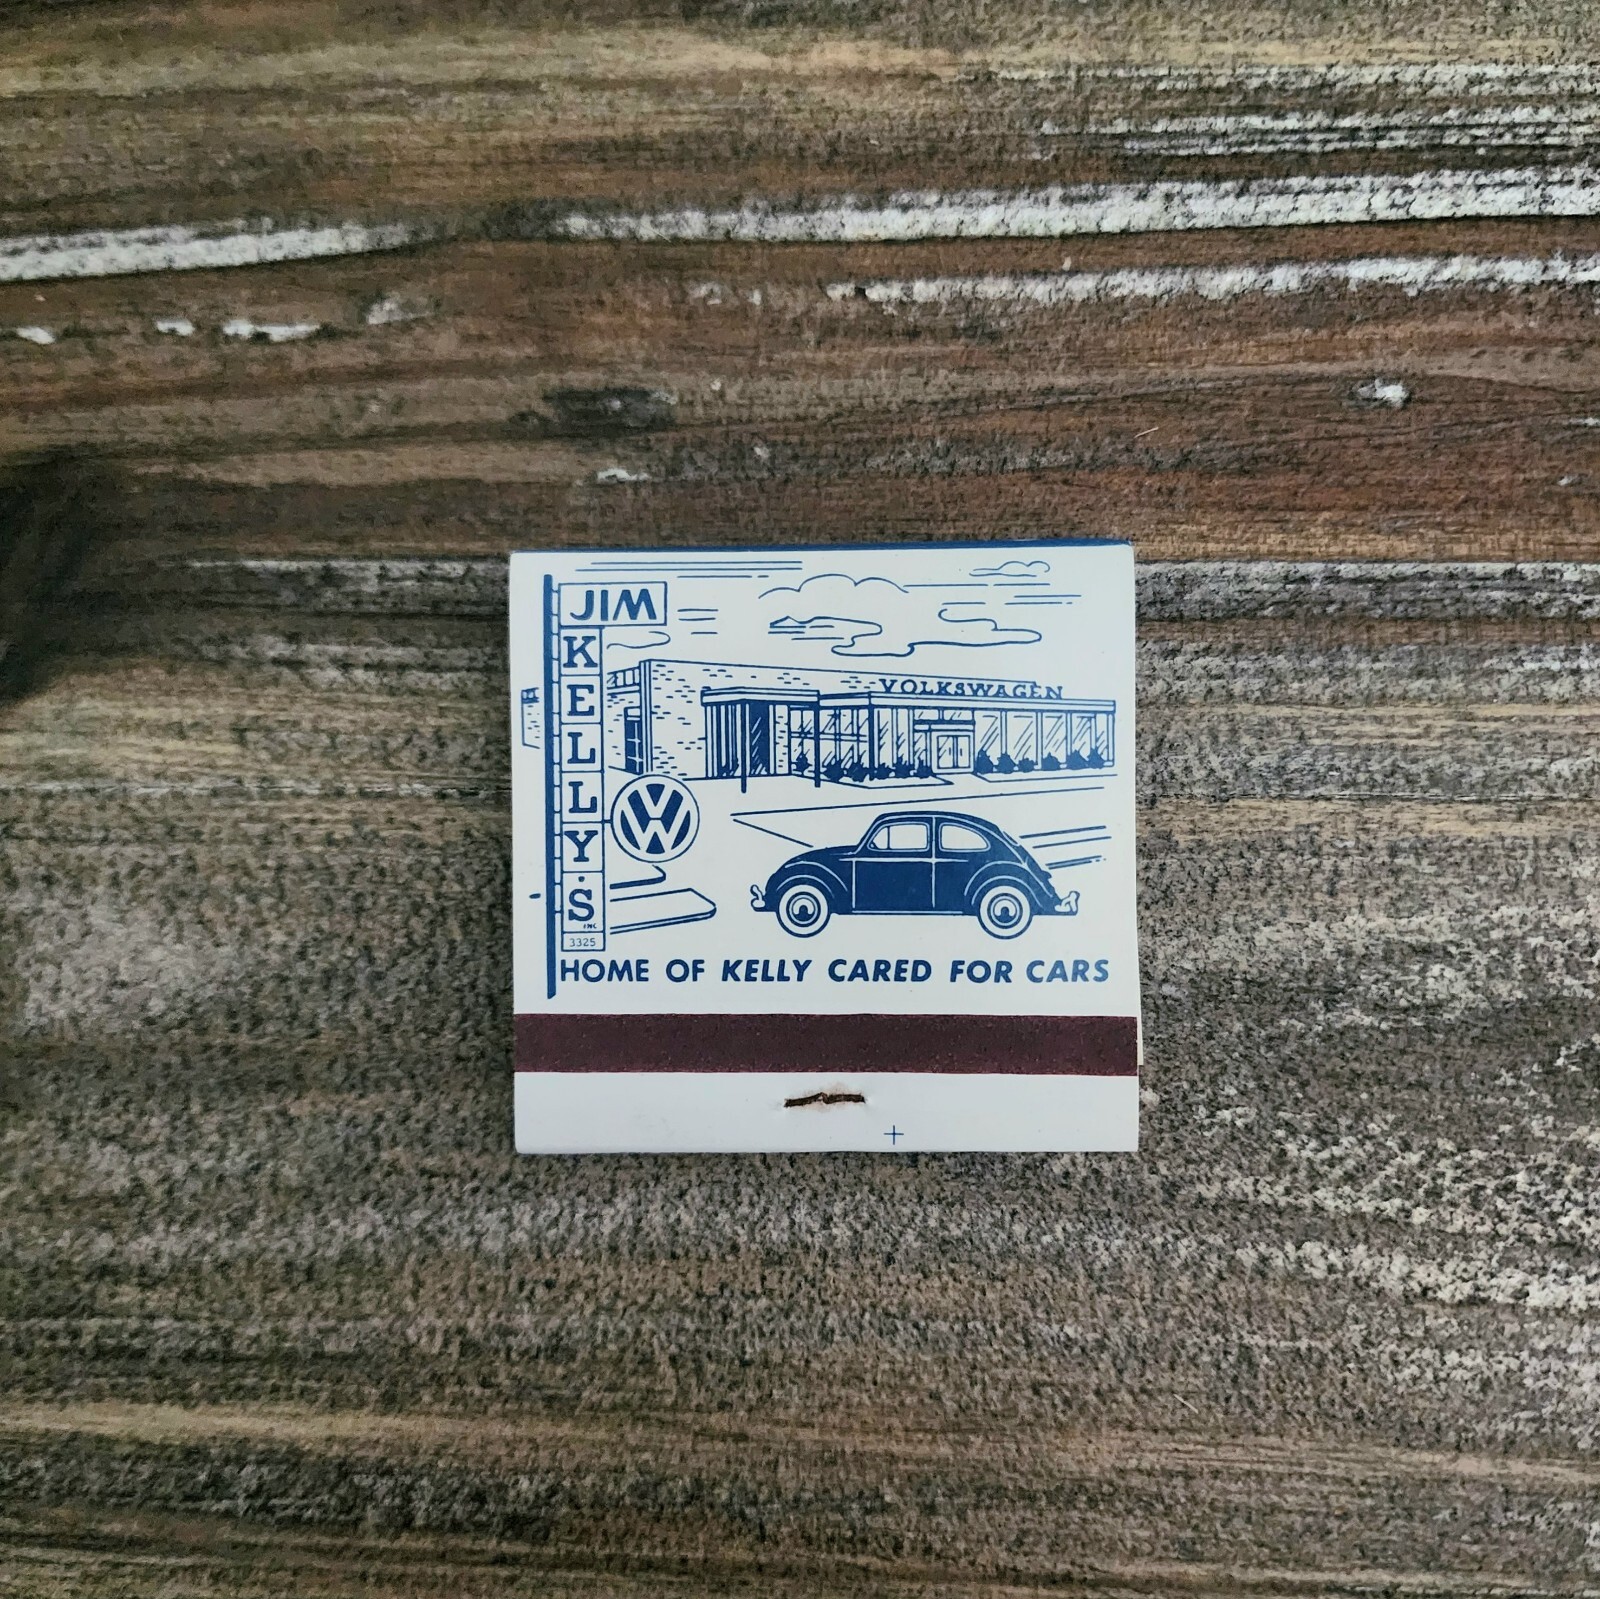 JIM
KELLY'S
INC
3325
VOLKSWAGEN
VW
HOME OF KELLY CARED FOR CARS